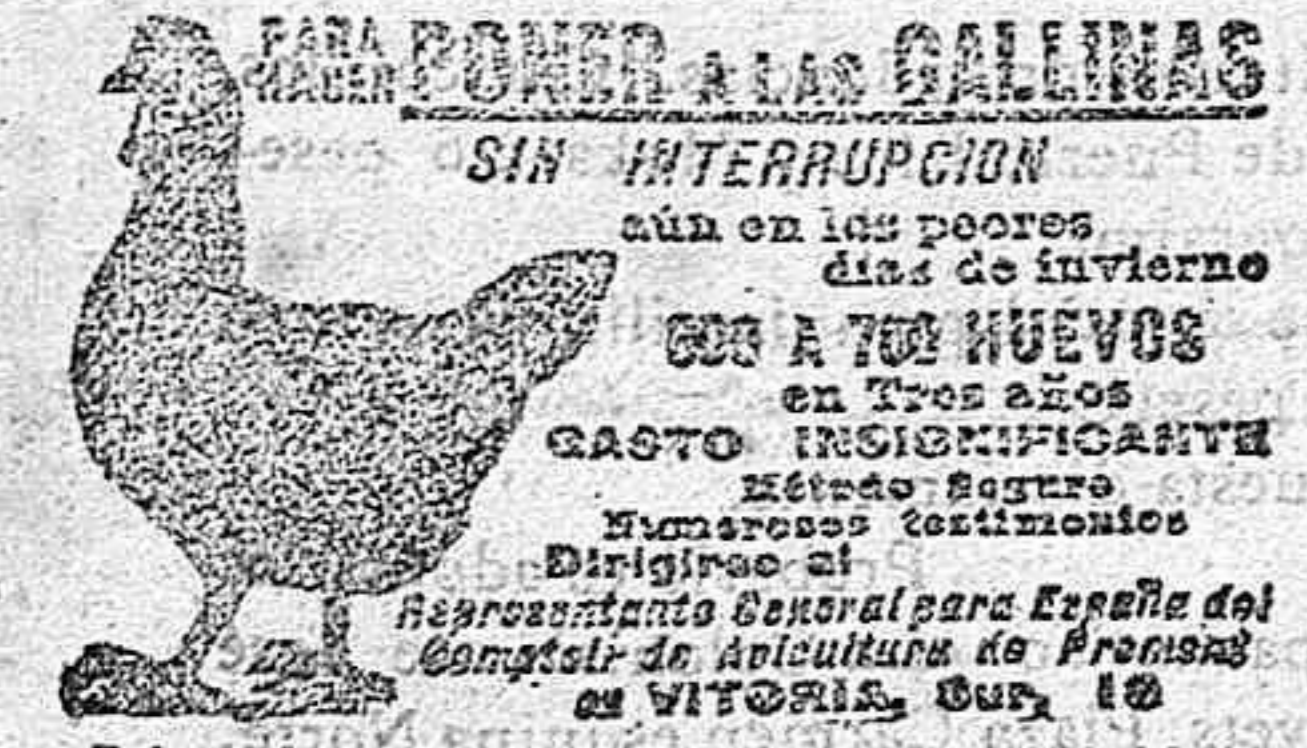 PARA
HACER PONER A LAS GALLINAS
SIN INTERRUPCION
aún en los peores
días de invierno
A HUEVOS
en Tres años
GASTO INSIGNIFICANTE
Método Seguro
Numerosos testimonios
Dirigirse al
Representante General para España del
Comptoir de Avicultura de
en VITORIA, Sur,